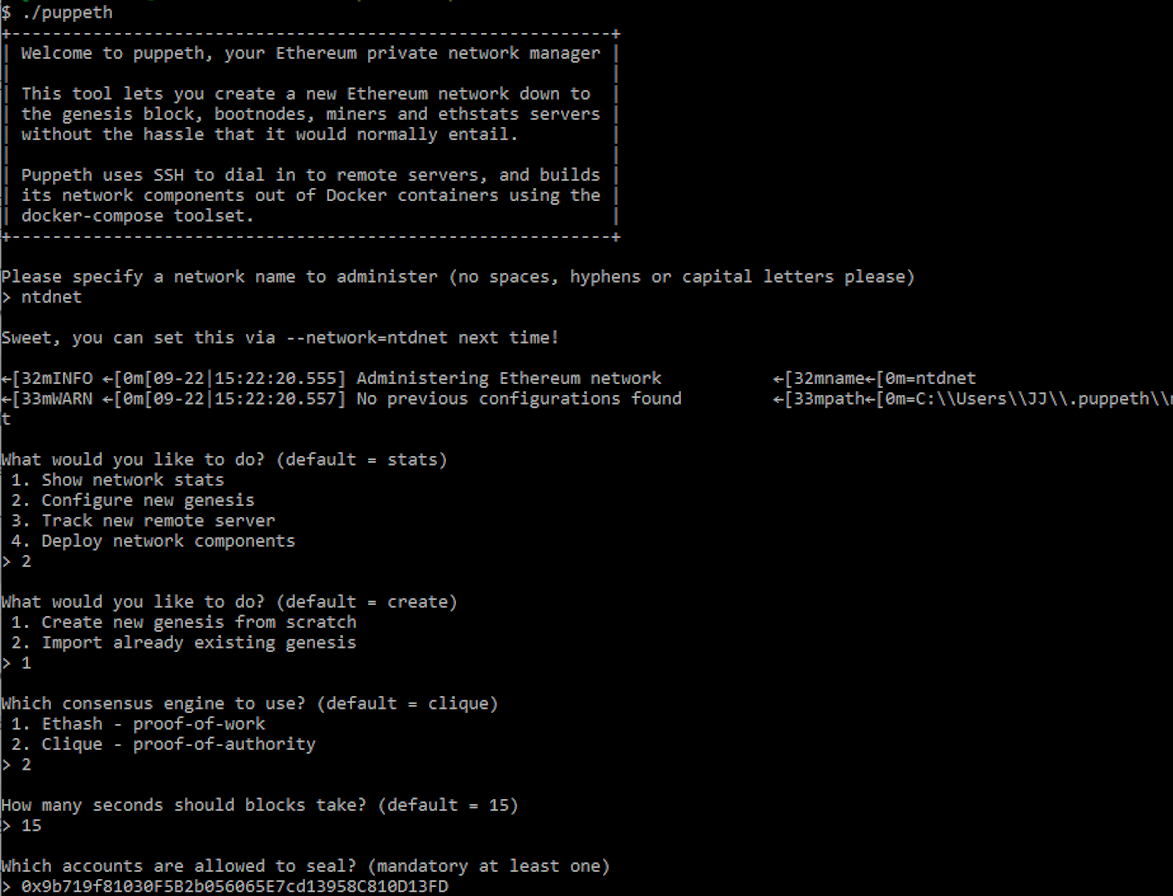 $ ./puppeth
+-----------------------------------------------------------+
| Welcome to puppeth, your Ethereum private network manager |
|                                                           |
| This tool lets you create a new Ethereum network down to  |
| the genesis block, bootnodes, miners and ethstats servers |
| without the hassle that it would normally entail.         |
|                                                           |
| Puppeth uses SSH to dial in to remote servers, and builds |
| its network components out of Docker containers using the |
| docker-compose toolset.                                   |
+-----------------------------------------------------------+
Please specify a network name to administer (no spaces, hyphens or capital letters please)
> ntdnet
Sweet, you can set this via --network=ntdnet next time!
←[32mINFO ←[0m[09-22|15:22:20.555] Administering Ethereum network           ←[32mname←[0m=ntdnet
←[33mWARN ←[0m[09-22|15:22:20.557] No previous configurations found         ←[33mpath←[0m=C:\\Users\\JJ\\.puppeth\\
t
What would you like to do? (default = stats)
 1. Show network stats
 2. Configure new genesis
 3. Track new remote server
 4. Deploy network components
> 2
What would you like to do? (default = create)
 1. Create new genesis from scratch
 2. Import already existing genesis
> 1
Which consensus engine to use? (default = clique)
 1. Ethash - proof-of-work
 2. Clique - proof-of-authority
> 2
How many seconds should blocks take? (default = 15)
> 15
Which accounts are allowed to seal? (mandatory at least one)
> 0x9b719f81030F5B2b056065E7cd13958C810D13FD